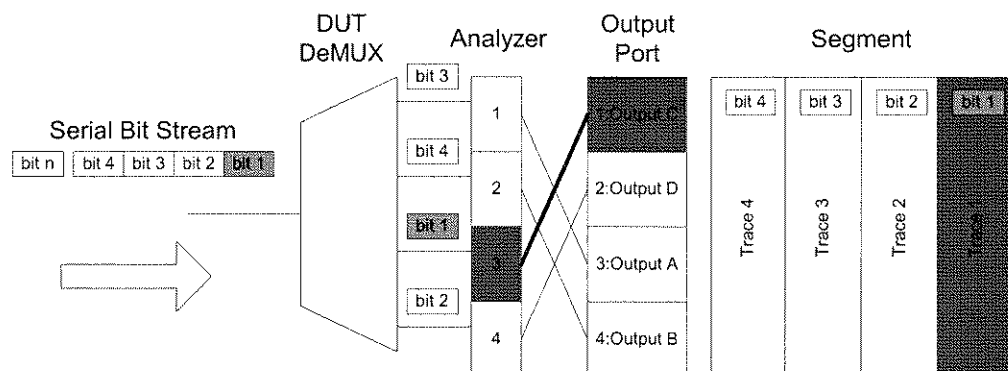 DUT
DeMUX
Analyzer
Output
Port
Segment
Serial Bit Stream
bit n bit 4 bit 3 bit 2 bit 1
bit 3
bit 4
bit 1
bit 2
1
2
3
4
1:Output C
2:Output D
3:Output A
4:Output B
bit 4 bit 3 bit 2 bit 1
Trace 4
Trace 3
Trace 2
Trace